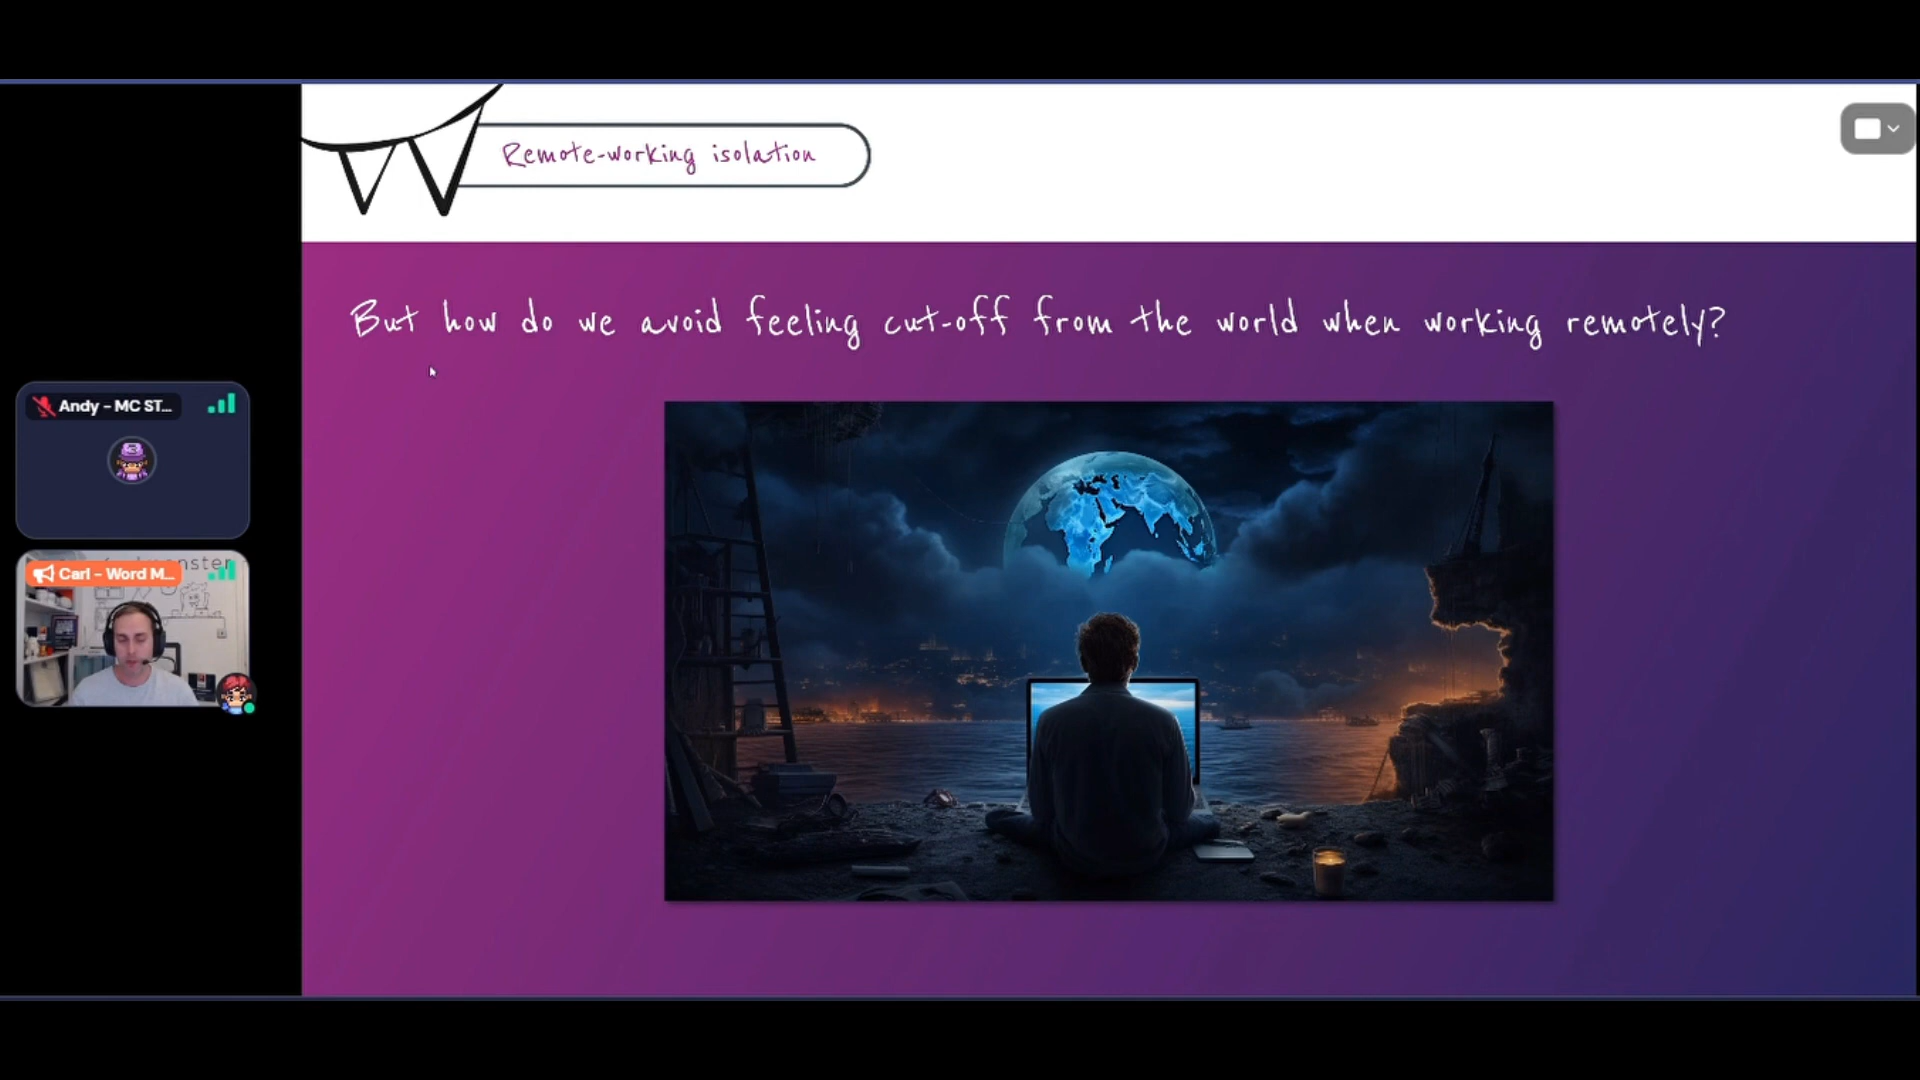 Remote-working isolation
But how do we avoid feeling cut-off from the world when working remotely?
Andy - MC ST...
Carl - Word M...